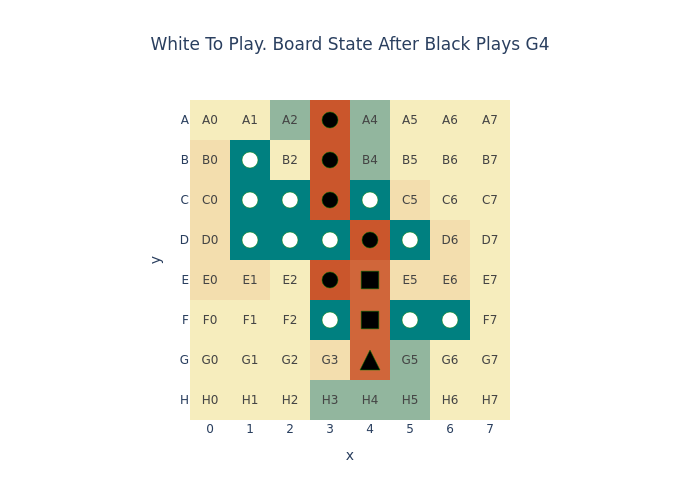 White To Play. Board State After Black Plays G4
A A0 A1 A2 A4 A5 A6 A7
B B0 B2 B4 B5 B6 B7
C C0 C5 C6 C7
D D0 D6 D7
y
E E0 E1 E2 E5 E6 E7
F F0 F1 F2 F7
G G0 G1 G2 G3 G5 G6 G7
H H0 H1 H2 H3 H4 H5 H6 H7
0 1 2 3 4 5 6 7
x